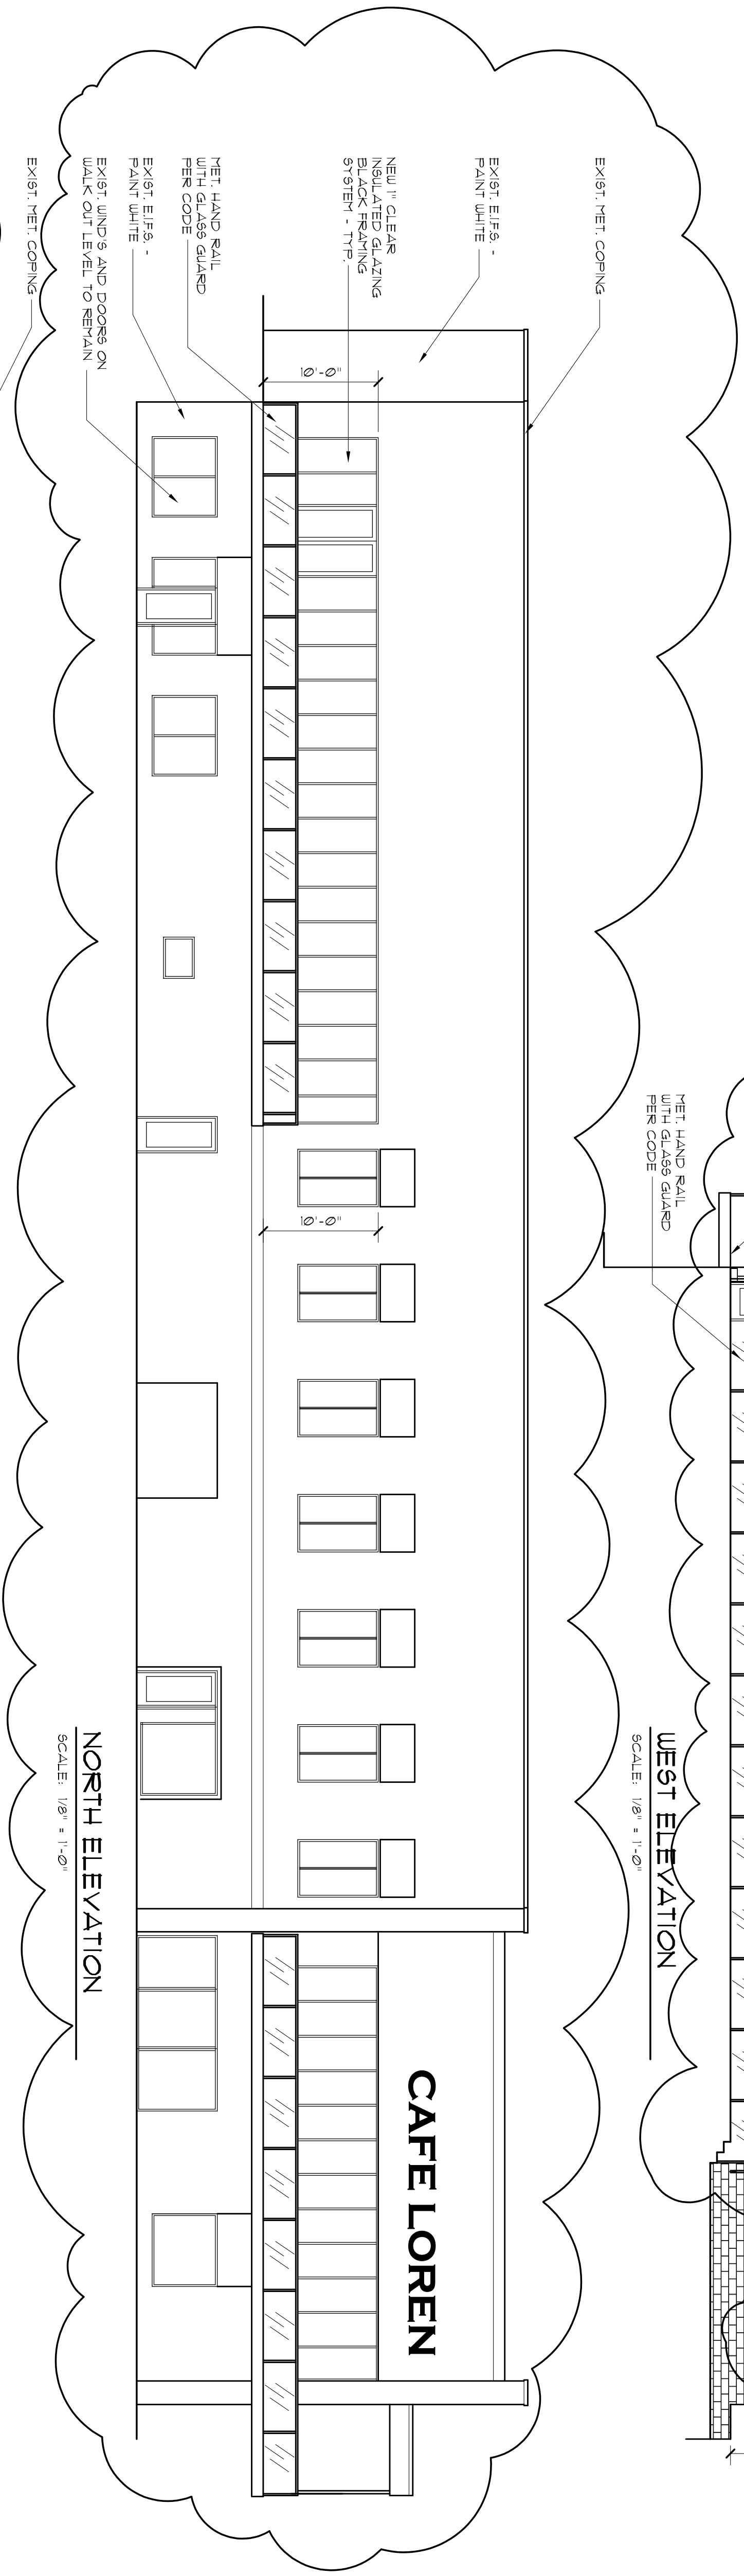 EXIST. MET. COPING
EXIST. E.I.F.S. -
PAINT WHITE
NEW 1" CLEAR
INSULATED GLAZING
BLACK FRAMING
SYSTEM - TYP.
MET. HAND RAIL
WITH GLASS GUARD
PER CODE
EXIST. E.I.F.S. -
PAINT WHITE
EXIST. WIND'S AND DOORS ON
WALK OUT LEVEL TO REMAIN
EXIST. MET. COPING
10'-0"
10'-0"
CAFE LOREN
NORTH ELEVATION
SCALE: 1/8" = 1'-0"
MET. HAND RAIL
WITH GLASS GUARD
PER CODE
WEST ELEVATION
SCALE: 1/8" = 1'-0"